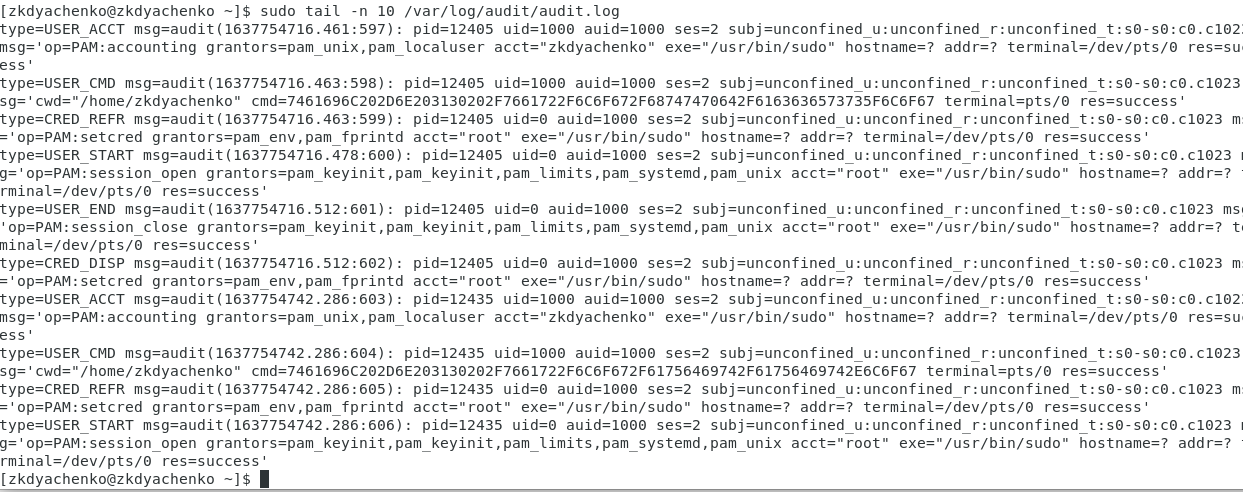 [zkdyachenko@zkdyachenko ~]$ sudo tail -n 10 /var/log/audit/audit.log
type=USER_ACCT msg=audit(1637754716.461:597): pid=12405 uid=1000 auid=1000 ses=2 subj=unconfined_u:unconfined_r:unconfined_t:s0-s0:c0.c1023
msg='op=PAM:accounting grantors=pam_unix,pam_localuser acct="zkdyachenko" exe="/usr/bin/sudo" hostname=? addr=? terminal=/dev/pts/0 res=suc
ess'
type=USER_CMD msg=audit(1637754716.463:598): pid=12405 uid=1000 auid=1000 ses=2 subj=unconfined_u:unconfined_r:unconfined_t:s0-s0:c0.c1023
sg='cwd="/home/zkdyachenko" cmd=7461696C202D6E203130202F7661722F6C6F672F68747470642F6163636573735F6C6F67 terminal=pts/0 res=success'
type=CRED_REFR msg=audit(1637754716.463:599): pid=12405 uid=0 auid=1000 ses=2 subj=unconfined_u:unconfined_r:unconfined_t:s0-s0:c0.c1023 ms
='op=PAM:setcred grantors=pam_env,pam_fprintd acct="root" exe="/usr/bin/sudo" hostname=? addr=? terminal=/dev/pts/0 res=success'
type=USER_START msg=audit(1637754716.478:600): pid=12405 uid=0 auid=1000 ses=2 subj=unconfined_u:unconfined_r:unconfined_t:s0-s0:c0.c1023 m
g='op=PAM:session_open grantors=pam_keyinit,pam_keyinit,pam_limits,pam_systemd,pam_unix acct="root" exe="/usr/bin/sudo" hostname=? addr=? t
rminal=/dev/pts/0 res=success'
type=USER_END msg=audit(1637754716.512:601): pid=12405 uid=0 auid=1000 ses=2 subj=unconfined_u:unconfined_r:unconfined_t:s0-s0:c0.c1023 msg
'op=PAM:session_close grantors=pam_keyinit,pam_keyinit,pam_limits,pam_systemd,pam_unix acct="root" exe="/usr/bin/sudo" hostname=? addr=? te
minal=/dev/pts/0 res=success'
type=CRED_DISP msg=audit(1637754716.512:602): pid=12405 uid=0 auid=1000 ses=2 subj=unconfined_u:unconfined_r:unconfined_t:s0-s0:c0.c1023 ms
='op=PAM:setcred grantors=pam_env,pam_fprintd acct="root" exe="/usr/bin/sudo" hostname=? addr=? terminal=/dev/pts/0 res=success'
type=USER_ACCT msg=audit(1637754742.286:603): pid=12435 uid=1000 auid=1000 ses=2 subj=unconfined_u:unconfined_r:unconfined_t:s0-s0:c0.c1023
msg='op=PAM:accounting grantors=pam_unix,pam_localuser acct="zkdyachenko" exe="/usr/bin/sudo" hostname=? addr=? terminal=/dev/pts/0 res=suc
ess'
type=USER_CMD msg=audit(1637754742.286:604): pid=12435 uid=1000 auid=1000 ses=2 subj=unconfined_u:unconfined_r:unconfined_t:s0-s0:c0.c1023
sg='cwd="/home/zkdyachenko" cmd=7461696C202D6E203130202F7661722F6C6F672F61756469742F61756469742E6C6F67 terminal=pts/0 res=success'
type=CRED_REFR msg=audit(1637754742.286:605): pid=12435 uid=0 auid=1000 ses=2 subj=unconfined_u:unconfined_r:unconfined_t:s0-s0:c0.c1023 ms
='op=PAM:setcred grantors=pam_env,pam_fprintd acct="root" exe="/usr/bin/sudo" hostname=? addr=? terminal=/dev/pts/0 res=success'
type=USER_START msg=audit(1637754742.286:606): pid=12435 uid=0 auid=1000 ses=2 subj=unconfined_u:unconfined_r:unconfined_t:s0-s0:c0.c1023 m
g='op=PAM:session_open grantors=pam_keyinit,pam_keyinit,pam_limits,pam_systemd,pam_unix acct="root" exe="/usr/bin/sudo" hostname=? addr=? t
rminal=/dev/pts/0 res=success'
[zkdyachenko@zkdyachenko ~]$